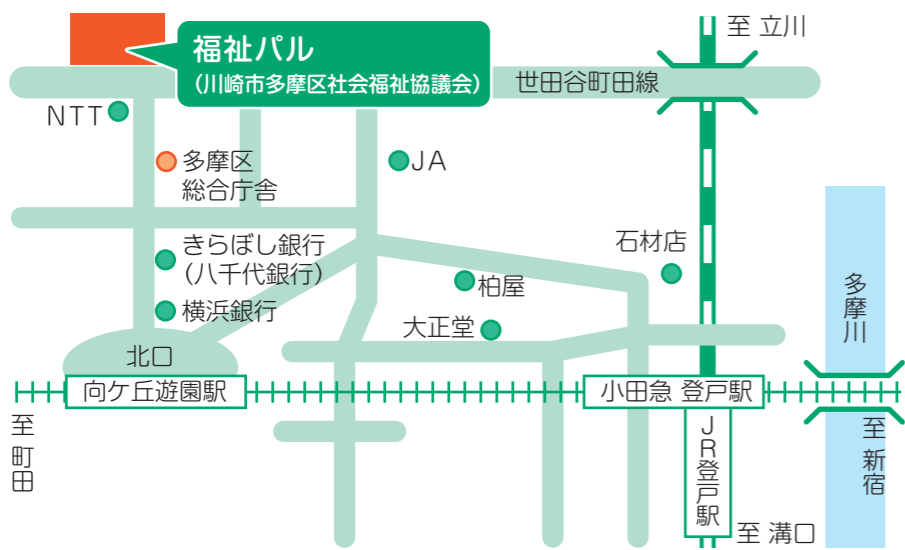 至 立川
福祉パル
(川崎市多摩区社会福祉協議会)
世田谷町田線
NTT
多摩区
総合庁舎
JA
きらぼし銀行
(八千代銀行)
横浜銀行
石材店
柏屋
大正堂
多摩川
北口
向ケ丘遊園駅
小田急 登戸駅
至 町田
JR登戸駅
至 新宿
至 溝口